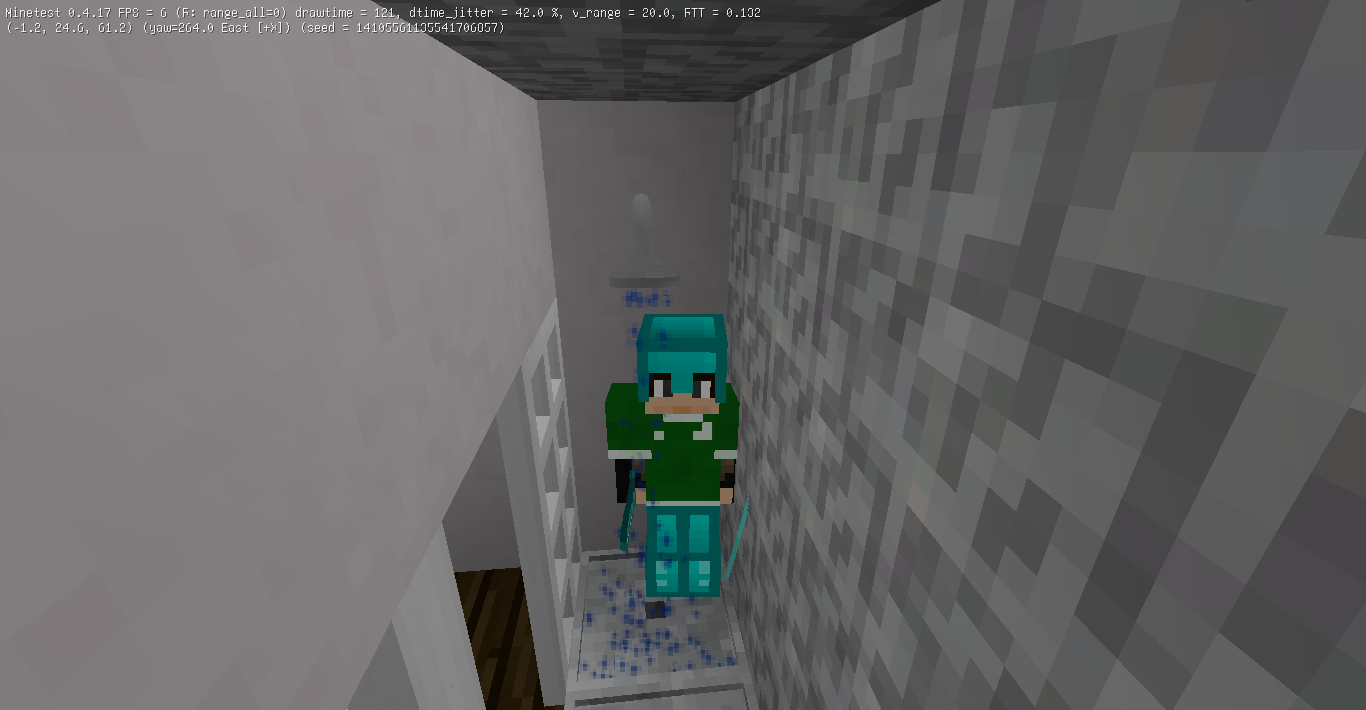 Minetest 0.4.17 FPS = 6 (R: range_all=0) drawtime = 121, dtime_jitter = 42.0 %, v_range = 20.0, RTT = 0.132
(-1.2, 24.6, 61.2) (yaw=264.0 East [+X]) (seed = 14105561135541706857)